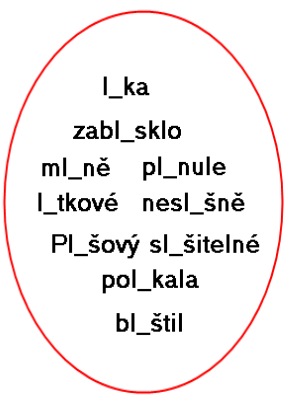 l_ka
zabl_sklo
ml_ně pl_nule
l_tkové nesl_šně
Pl_šový sl_šitelné
pol_kala
bl_štil